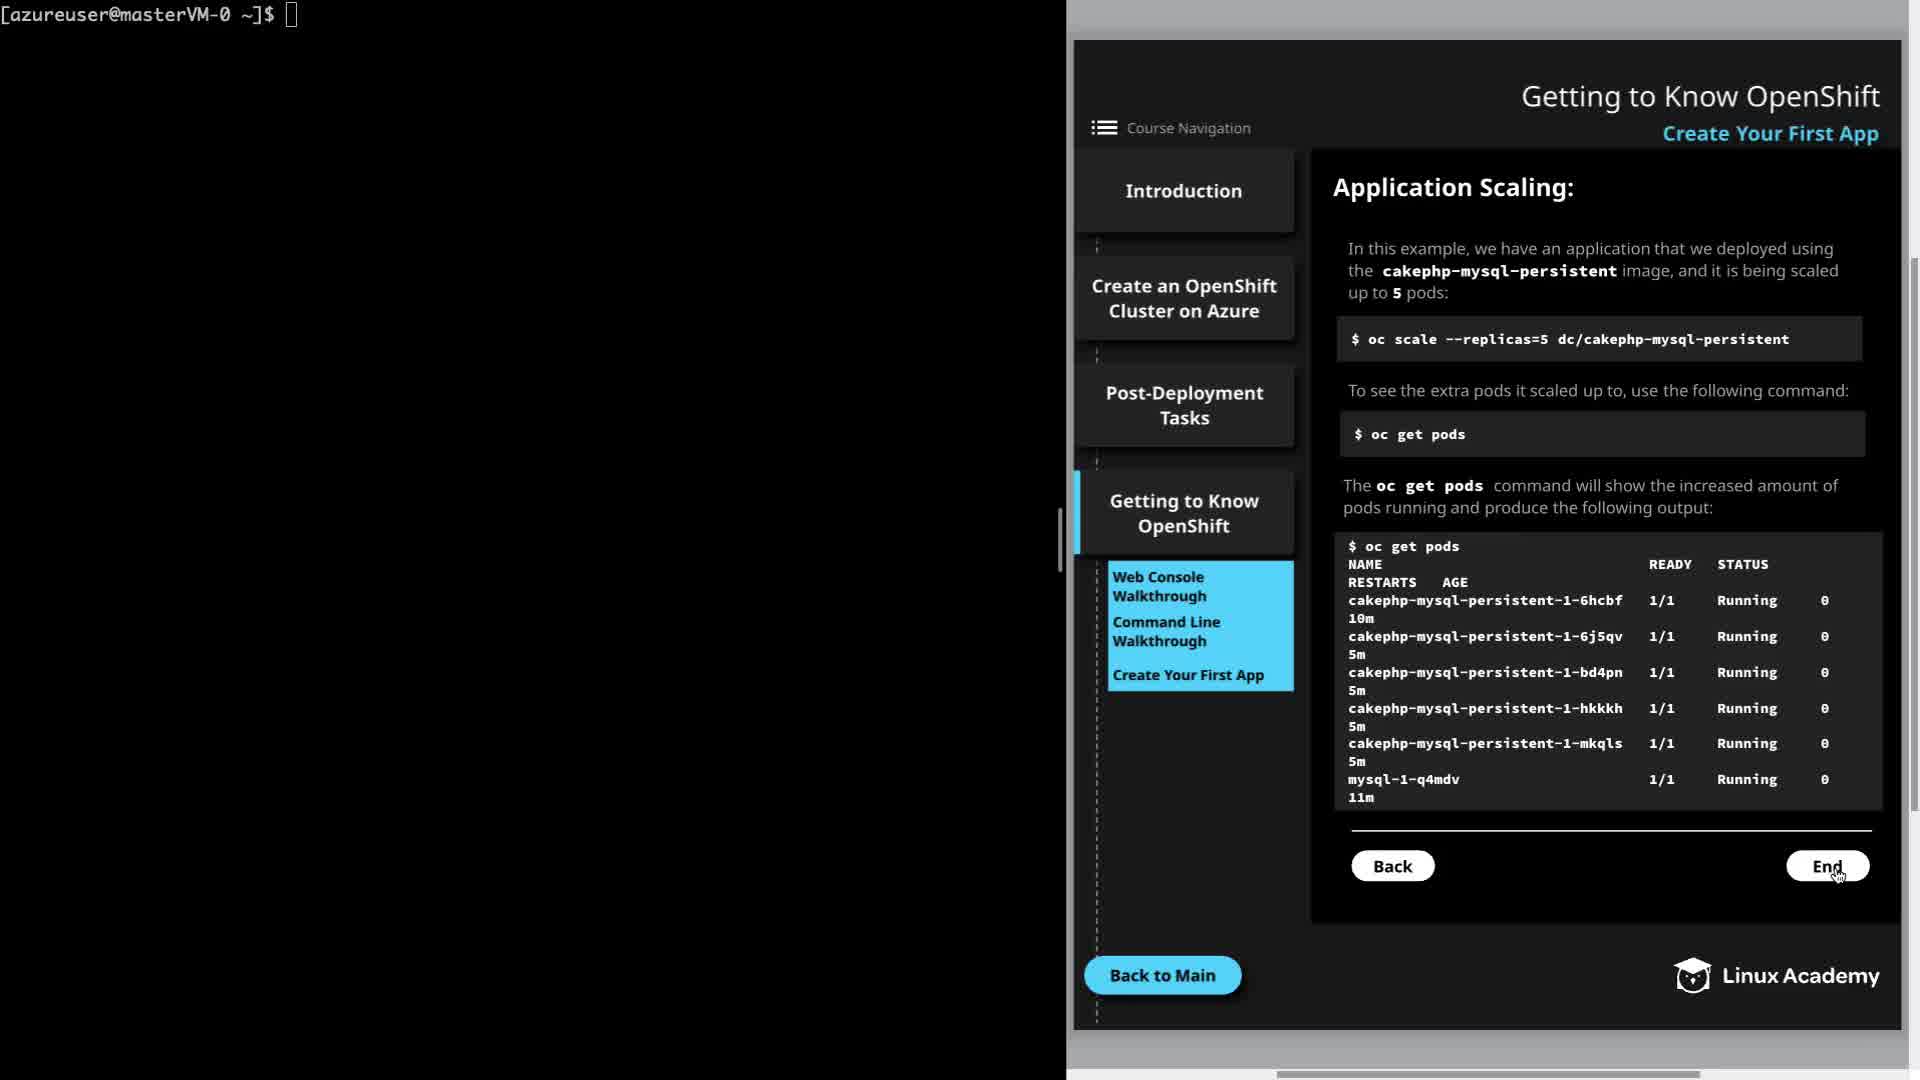 [azureuser@masterVM-0 ~]$
Getting to Know OpenShift
Course Navigation
Create Your First App
Introduction
Create an OpenShift
Cluster on Azure
Post-Deployment
Tasks
Getting to Know
OpenShift
Web Console
Walkthrough
Command Line
Walkthrough
Create Your First App
Application Scaling:
In this example, we have an application that we deployed using
the cakephp-mysql-persistent image, and it is being scaled
up to 5 pods:
$ oc scale --replicas=5 dc/cakephp-mysql-persistent
To see the extra pods it scaled up to, use the following command:
$ oc get pods
The oc get pods command will show the increased amount of
pods running and produce the following output:
$ oc get pods
NAME READY STATUS
RESTARTS AGE
cakephp-mysql-persistent-1-6hcbf 1/1 Running 0
10m
cakephp-mysql-persistent-1-6j5qv 1/1 Running 0
5m
cakephp-mysql-persistent-1-bd4pn 1/1 Running 0
5m
cakephp-mysql-persistent-1-hkkkh 1/1 Running 0
5m
cakephp-mysql-persistent-1-mkqls 1/1 Running 0
5m
mysql-1-q4mdv 1/1 Running 0
11m
Back
End
Back to Main
Linux Academy